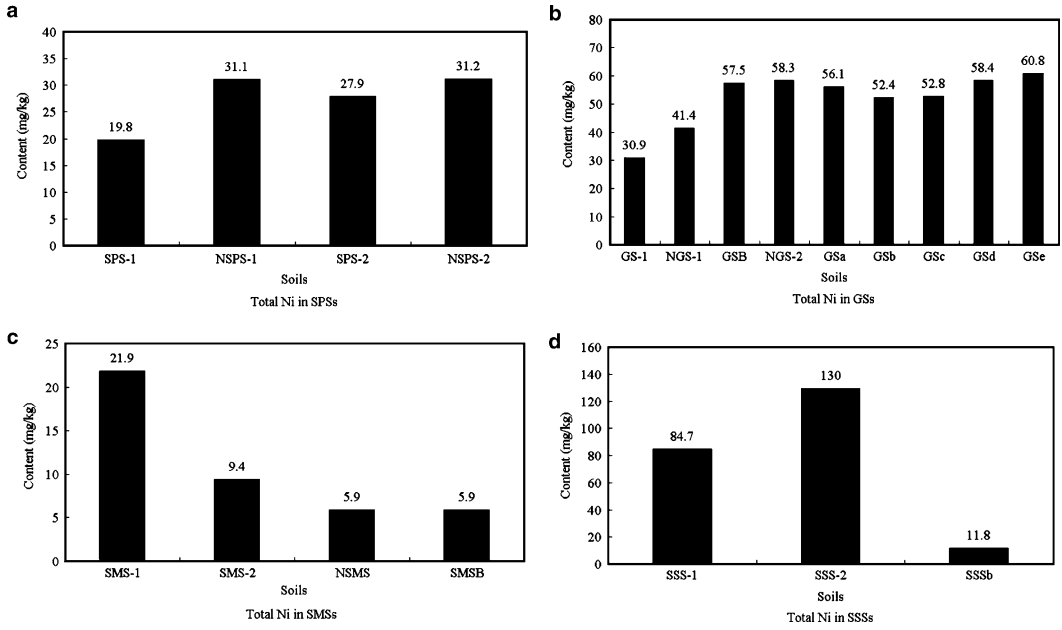 a
40
35
30
25
20
15
10
5
0
Content (mg/kg)
19.8
31.1
27.9
31.2
SPS-1 NSPS-1 SPS-2 NSPS-2
Soils
Total Ni in SPSs
b
80
70
60
50
40
30
20
10
0
Content (mg/kg)
30.9
41.4
57.5
58.3
56.1
52.4
52.8
58.4
60.8
GS-1 NGS-1 GSB NGS-2 GSa GSb GSc GSd GSe
Soils
Total Ni in GSs
c
25
20
15
10
5
0
Content (mg/kg)
21.9
9.4
5.9
5.9
SMS-1 SMS-2 NSMS SMSB
Soils
Total Ni in SMSs
d
160
140
120
100
80
60
40
20
0
Content (mg/kg)
84.7
130
11.8
SSS-1 SSS-2 SSSb
Soils
Total Ni in SSSs